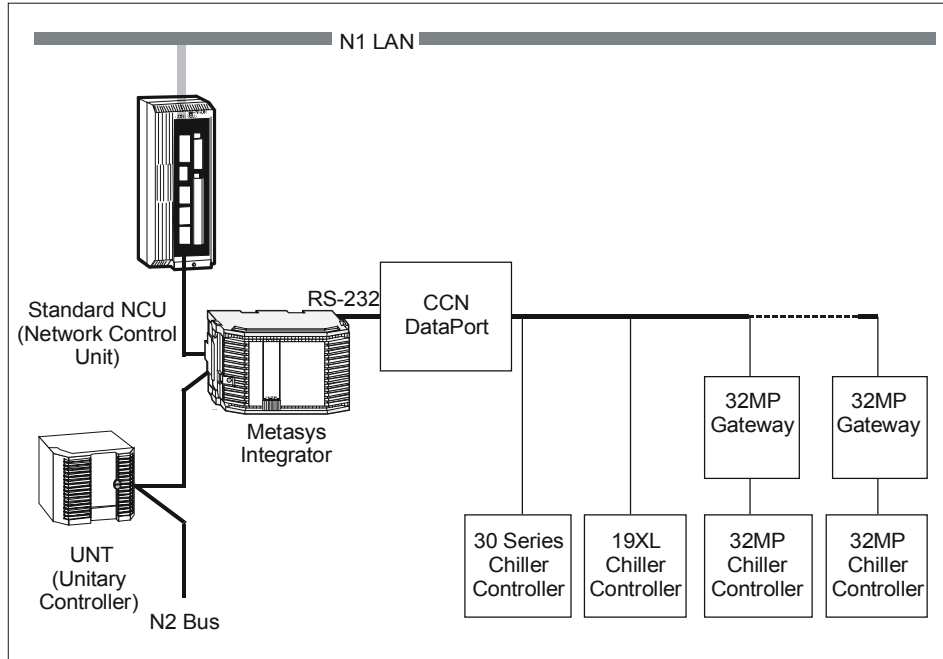 N1 LAN
Standard NCU
(Network Control
Unit)
RS-232
CCN
DataPort
Metasys
Integrator
32MP
Gateway
32MP
Gateway
UNT
(Unitary
Controller)
N2 Bus
30 Series
Chiller
Controller
19XL
Chiller
Controller
32MP
Chiller
Controller
32MP
Chiller
Controller